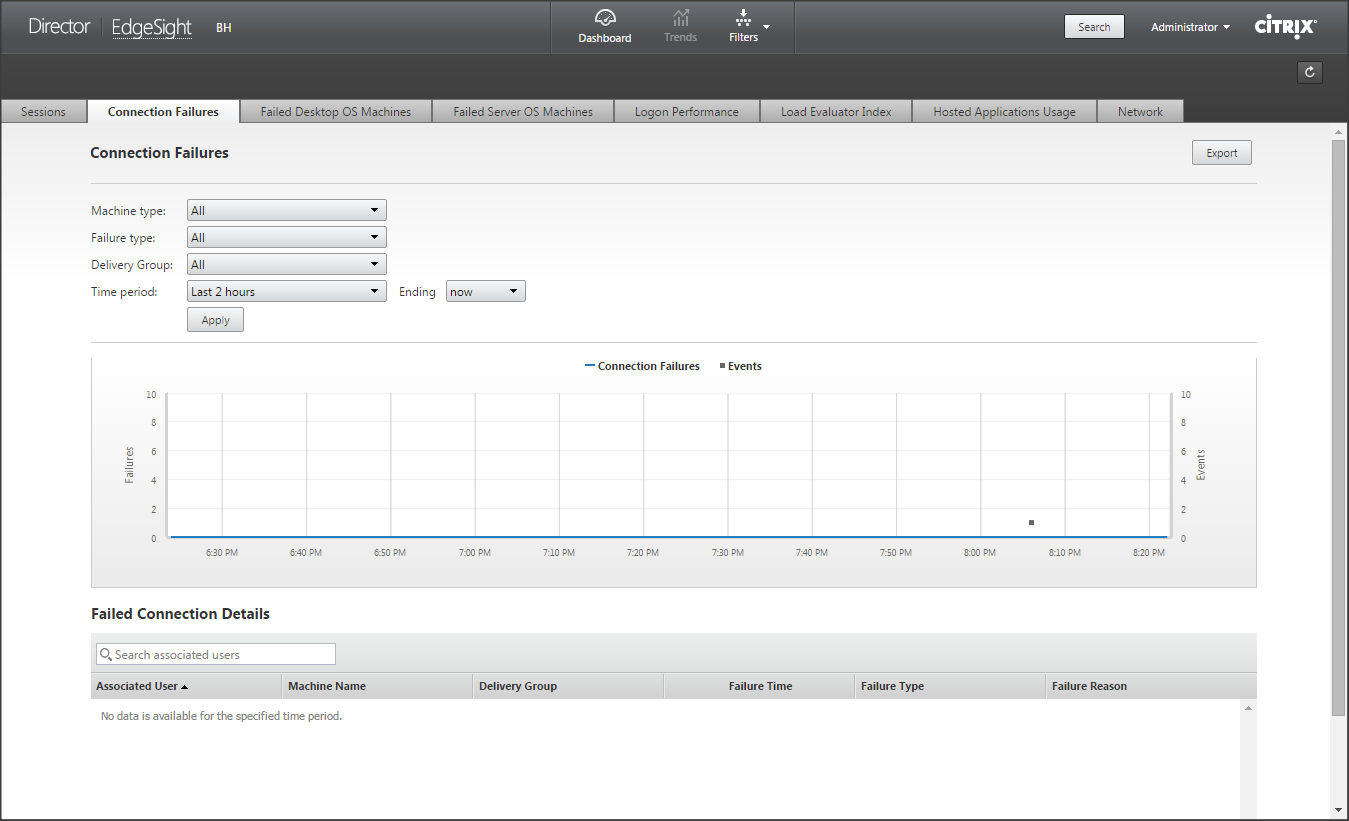 Director EdgeSight BH Dashboard Trends Filters Search Administrator CİTRIX
Sessions Connection Failures Failed Desktop OS Machines Failed Server OS Machines Logon Performance Load Evaluator Index Hosted Applications Usage Network
Connection Failures Export
Machine type: All
Failure type: All
Delivery Group: All
Time period: Last 2 hours Ending now
Apply
Connection Failures Events
10 10
8 8
6 6
Failures Events
4 4
2 2
0 0
6:30 PM 6:40 PM 6:50 PM 7:00 PM 7:10 PM 7:20 PM 7:30 PM 7:40 PM 7:50 PM 8:00 PM 8:10 PM 8:20 PM
Failed Connection Details
Search associated users
Associated User Machine Name Delivery Group Failure Time Failure Type Failure Reason
No data is available for the specified time period.